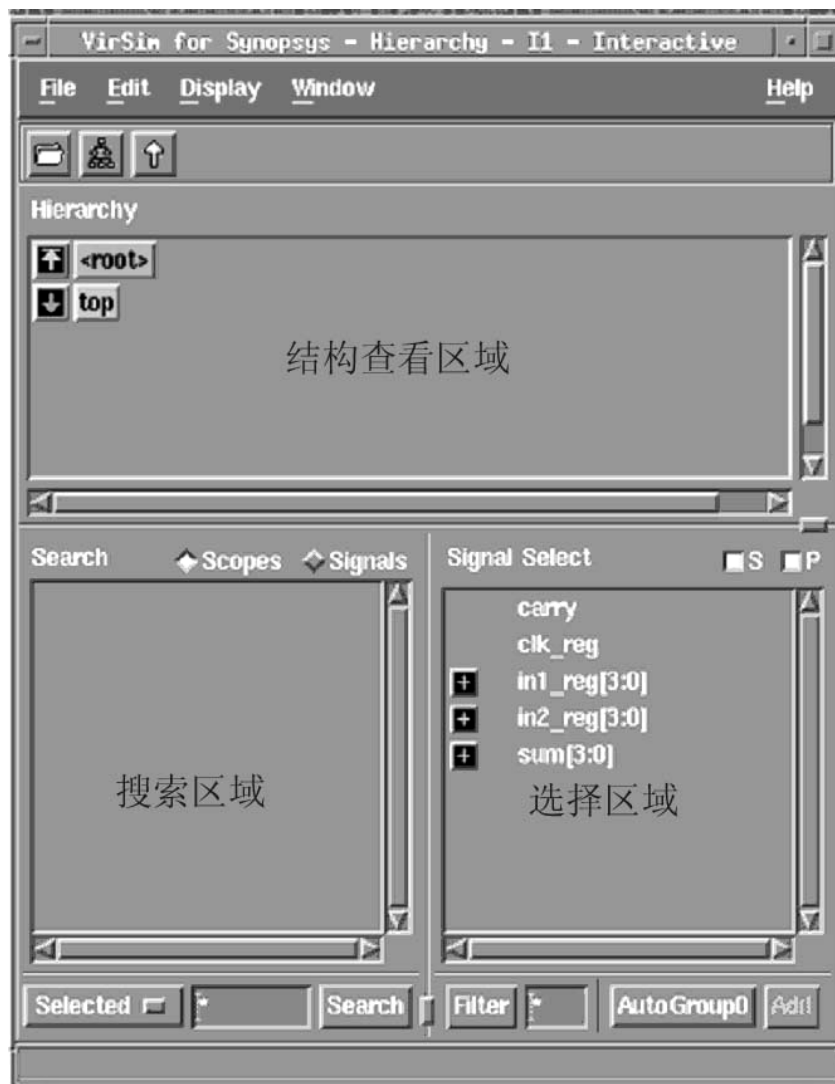 VirSim for Synopsys - Hierarchy - I1 - Interactive
File Edit Display Window Help
Hierarchy
<root>
top
结构查看区域
Search Scopes Signals
搜索区域
Selected * Search
Signal Select S P
carry
clk_reg
in1_reg[3:0]
in2_reg[3:0]
sum[3:0]
选择区域
Filter * AutoGroup0 Add